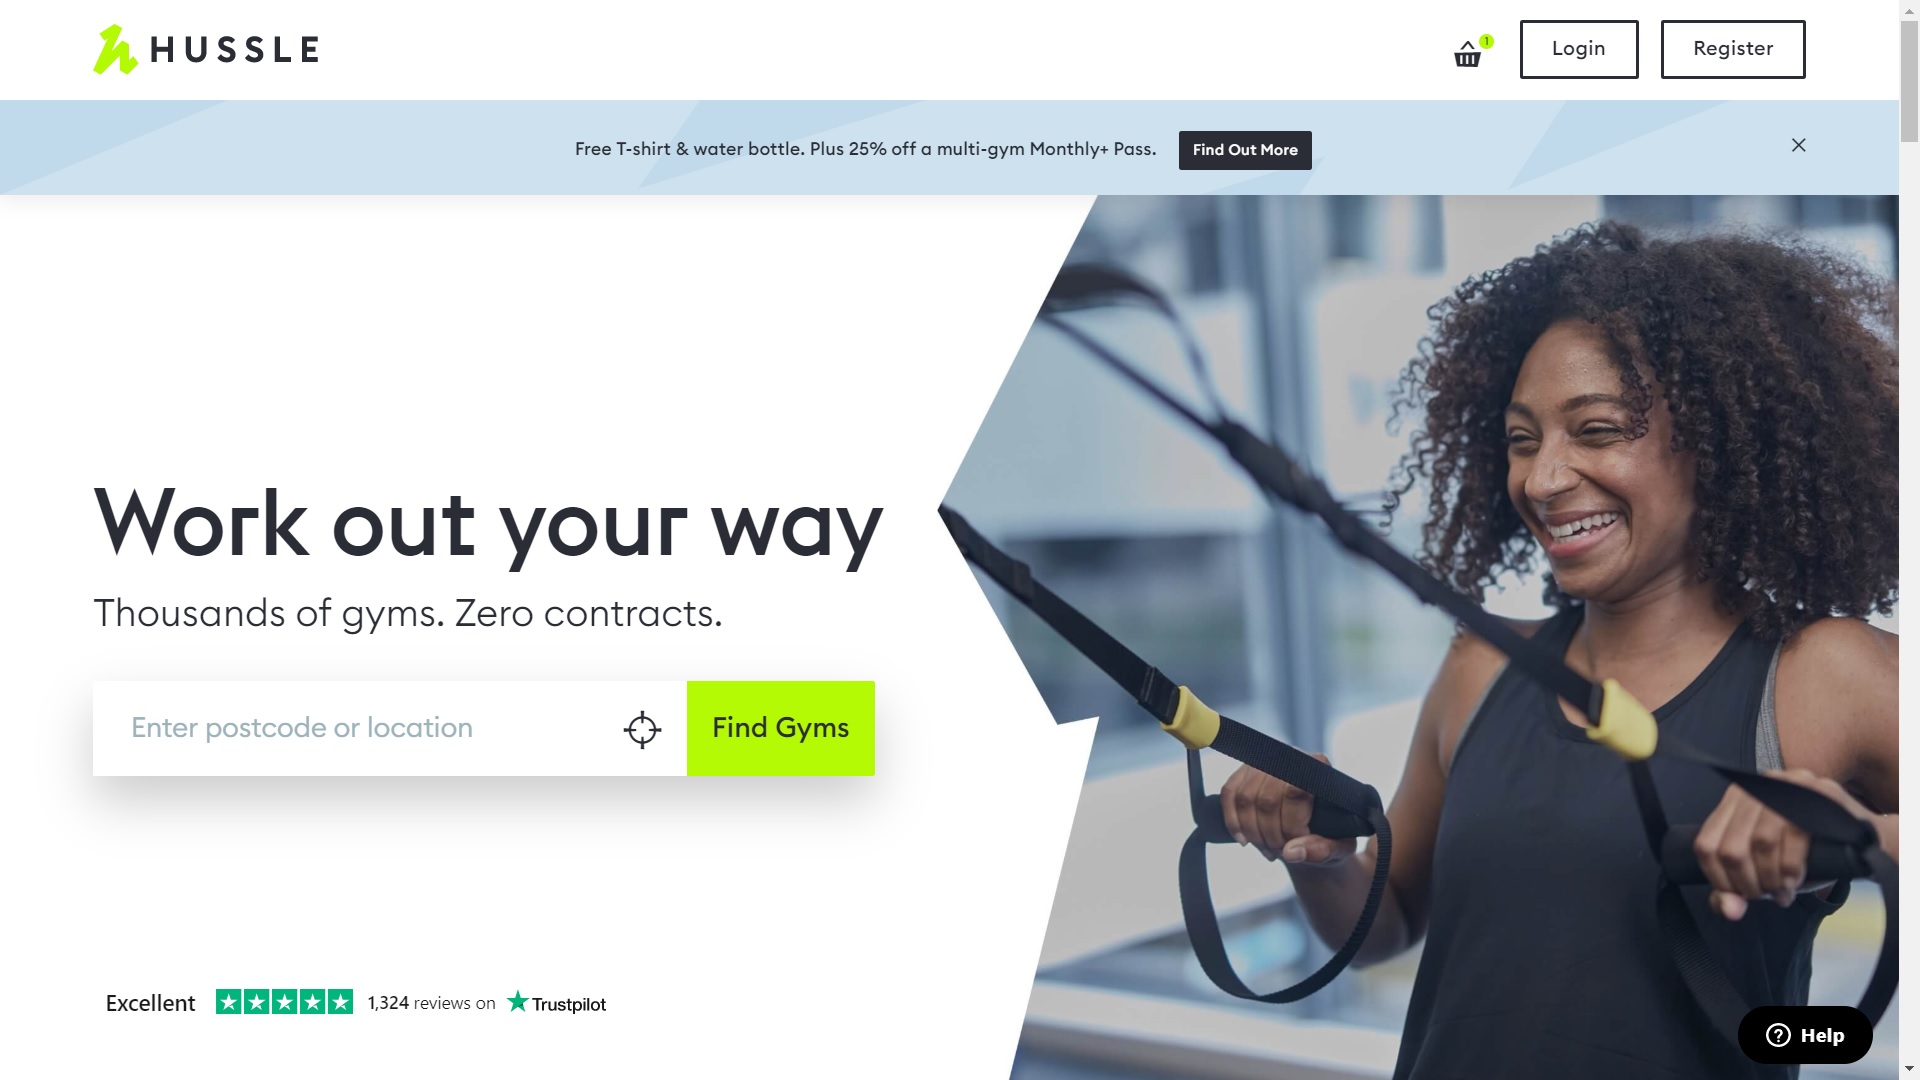 HUSSLE
1
Login
Register
Free T-shirt & water bottle. Plus 25% off a multi-gym Monthly+ Pass.
Find Out More
Work out your way
Thousands of gyms. Zero contracts.
Enter postcode or location
Find Gyms
Excellent
1,324 reviews on Trustpilot
Help